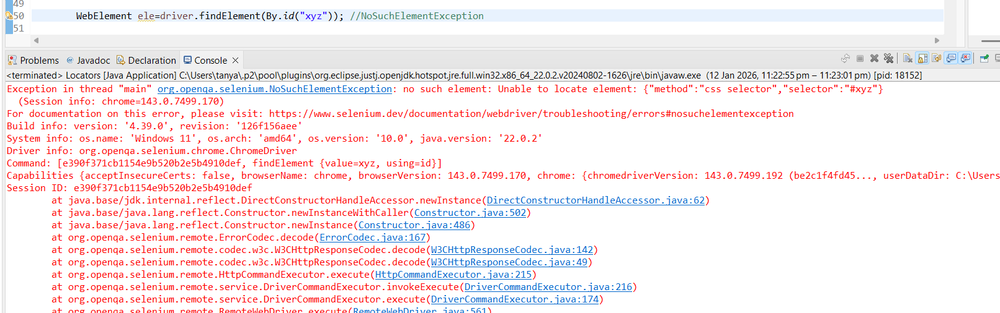 49
50 WebElement ele=driver.findElement(By.id("xyz")); //NoSuchElementException
51
Problems @ Javadoc Declaration Console
<terminated> Locators [Java Application] C:\Users\tanya\.p2\pool\plugins\org.eclipse.justj.openjdk.hotspot.jre.full.win32.x86_64_22.0.2.v20240802-1626\jre\bin\javaw.exe (12 Jan 2026, 11:22:55 pm – 11:23:01 pm) [pid: 18152]
Exception in thread "main" org.openqa.selenium.NoSuchElementException: no such element: Unable to locate element: {"method":"css selector","selector":"#xyz"}
(Session info: chrome=143.0.7499.170)
For documentation on this error, please visit: https://www.selenium.dev/documentation/webdriver/troubleshooting/errors#nosuchelementexception
Build info: version: '4.39.0', revision: '126f156aee'
System info: os.name: 'Windows 11', os.arch: 'amd64', os.version: '10.0', java.version: '22.0.2'
Driver info: org.openqa.selenium.chrome.ChromeDriver
Command: [e390f371cb1154e9b520b2e5b4910def, findElement {value=xyz, using=id}]
Capabilities {acceptInsecureCerts: false, browserName: chrome, browserVersion: 143.0.7499.170, chrome: {chromedriverVersion: 143.0.7499.192 (be2c1f4fd45..., userDataDir: C:\Users
Session ID: e390f371cb1154e9b520b2e5b4910def
at java.base/jdk.internal.reflect.DirectConstructorHandleAccessor.newInstance(DirectConstructorHandleAccessor.java:62)
at java.base/java.lang.reflect.Constructor.newInstanceWithCaller(Constructor.java:502)
at java.base/java.lang.reflect.Constructor.newInstance(Constructor.java:486)
at org.openqa.selenium.remote.ErrorCodec.decode(ErrorCodec.java:167)
at org.openqa.selenium.remote.codec.w3c.W3CHttpResponseCodec.decode(W3CHttpResponseCodec.java:142)
at org.openqa.selenium.remote.codec.w3c.W3CHttpResponseCodec.decode(W3CHttpResponseCodec.java:49)
at org.openqa.selenium.remote.HttpCommandExecutor.execute(HttpCommandExecutor.java:215)
at org.openqa.selenium.remote.service.DriverCommandExecutor.invokeExecute(DriverCommandExecutor.java:216)
at org.openqa.selenium.remote.service.DriverCommandExecutor.execute(DriverCommandExecutor.java:174)
at org.openqa.selenium.remote.RemoteWebDriver.execute(RemoteWebDriver.java:561)